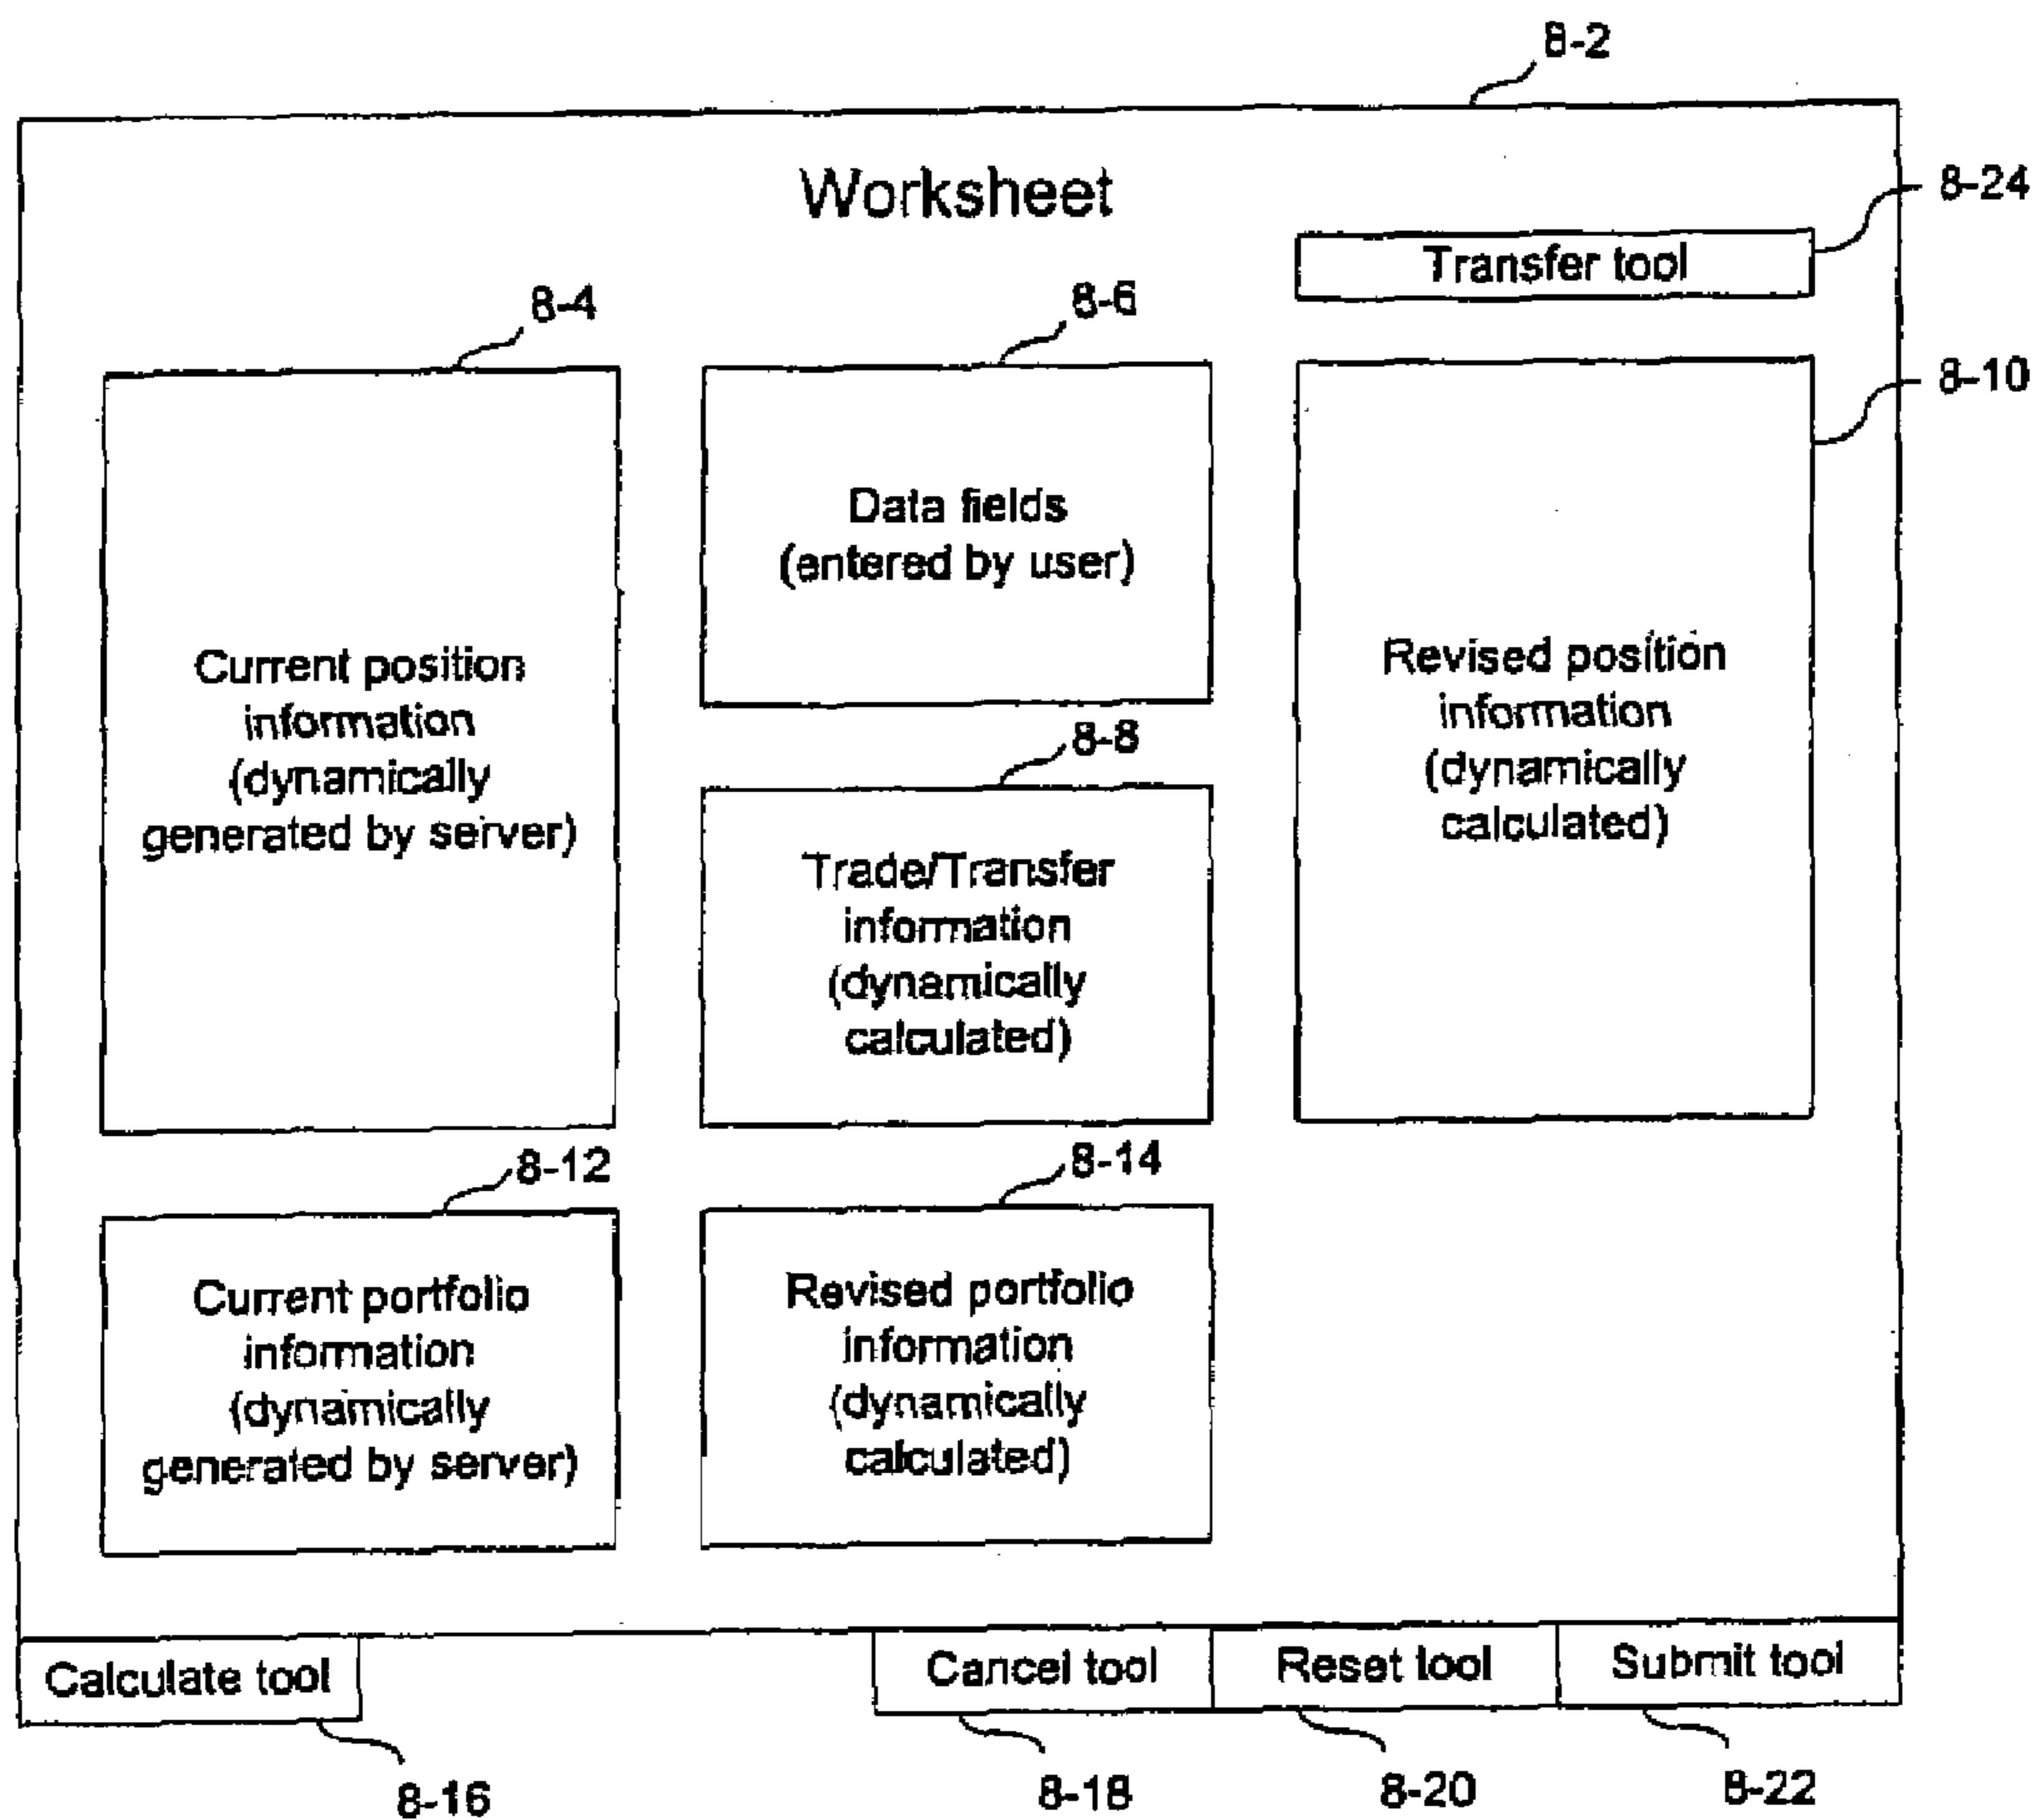 8-2
Worksheet
8-24
Transfer tool
8-4
8-6
8-10
Data fields
(entered by user)
Current position
information
(dynamically
generated by server)
Revised position
information
(dynamically
calculated)
8-8
Trade/Transfer
information
(dynamically
calculated)
8-12
8-14
Current portfolio
information
(dynamically
generated by server)
Revised portfolio
information
(dynamically
calculated)
Calculate tool
Cancel tool
Reset tool
Submit tool
8-16
8-18
8-20
8-22